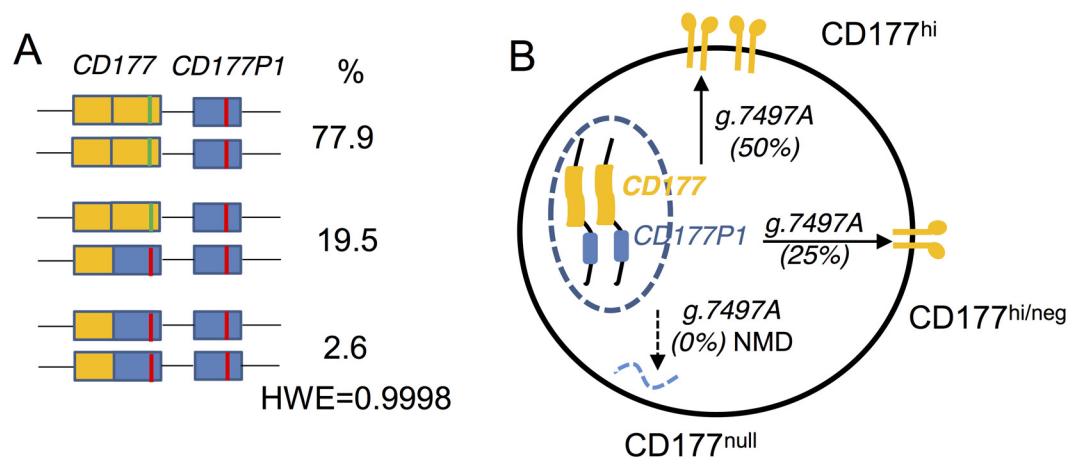 A
CD177 CD177P1 %
77.9
19.5
2.6
HWE=0.9998
B
CD177hi
g.7497A
(50%)
CD177
CD177P1
g.7497A
(25%)
CD177hi/neg
g.7497A
(0%) NMD
CD177null